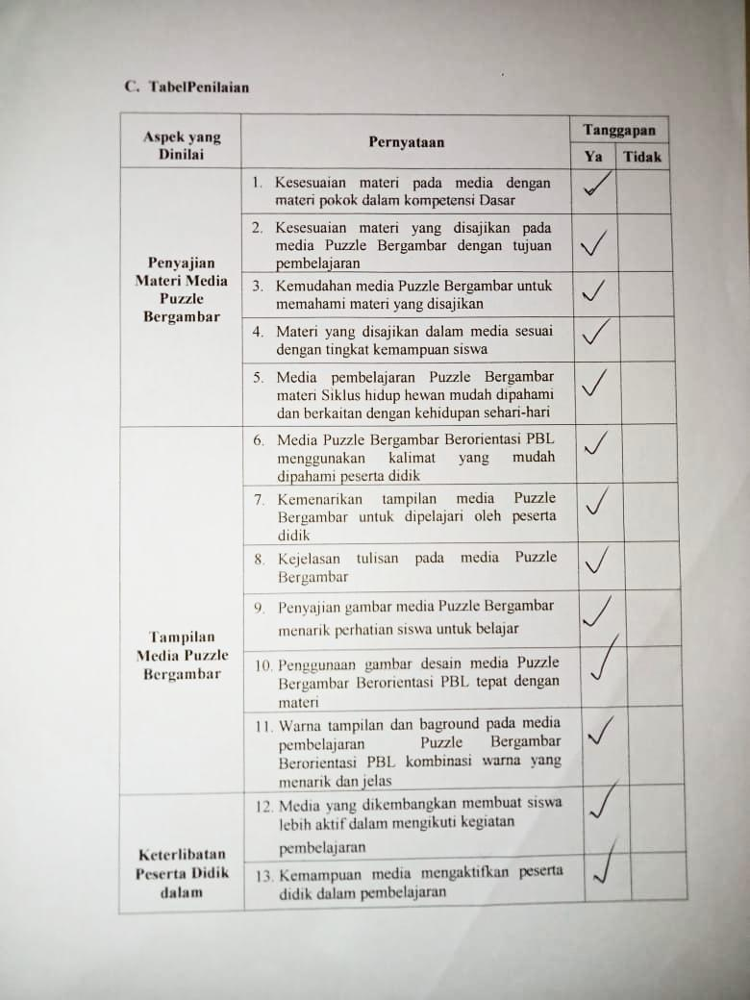 C. TabelPenilaian
Aspek yang
Dinilai
Pernyataan
Tanggapan
Ya
Tidak
Penyajian
Materi Media
Puzzle
Bergambar
1. Kesesuaian materi pada media dengan
materi pokok dalam kompetensi Dasar
✓
2. Kesesuaian materi yang disajikan pada
media Puzzle Bergambar dengan tujuan
pembelajaran
✓
3. Kemudahan media Puzzle Bergambar untuk
memahami materi yang disajikan
✓
4. Materi yang disajikan dalam media sesuai
dengan tingkat kemampuan siswa
✓
5. Media pembelajaran Puzzle Bergambar
materi Siklus hidup hewan mudah dipahami
dan berkaitan dengan kehidupan sehari-hari
✓
Tampilan
Media Puzzle
Bergambar
6. Media Puzzle Bergambar Berorientasi PBL
menggunakan kalimat yang mudah
dipahami peserta didik
✓
7. Kemenarikan tampilan media Puzzle
Bergambar untuk dipelajari oleh peserta
didik
✓
8. Kejelasan tulisan pada media Puzzle
Bergambar
✓
9. Penyajian gambar media Puzzle Bergambar
menarik perhatian siswa untuk belajar
✓
10. Penggunaan gambar desain media Puzzle
Bergambar Berorientasi PBL tepat dengan
materi
✓
11. Warna tampilan dan baground pada media
pembelajaran Puzzle Bergambar
Berorientasi PBL kombinasi warna yang
menarik dan jelas
✓
Keterlibatan
Peserta Didik
dalam
12. Media yang dikembangkan membuat siswa
lebih aktif dalam mengikuti kegiatan
pembelajaran
✓
13. Kemampuan media mengaktifkan peserta
didik dalam pembelajaran
✓